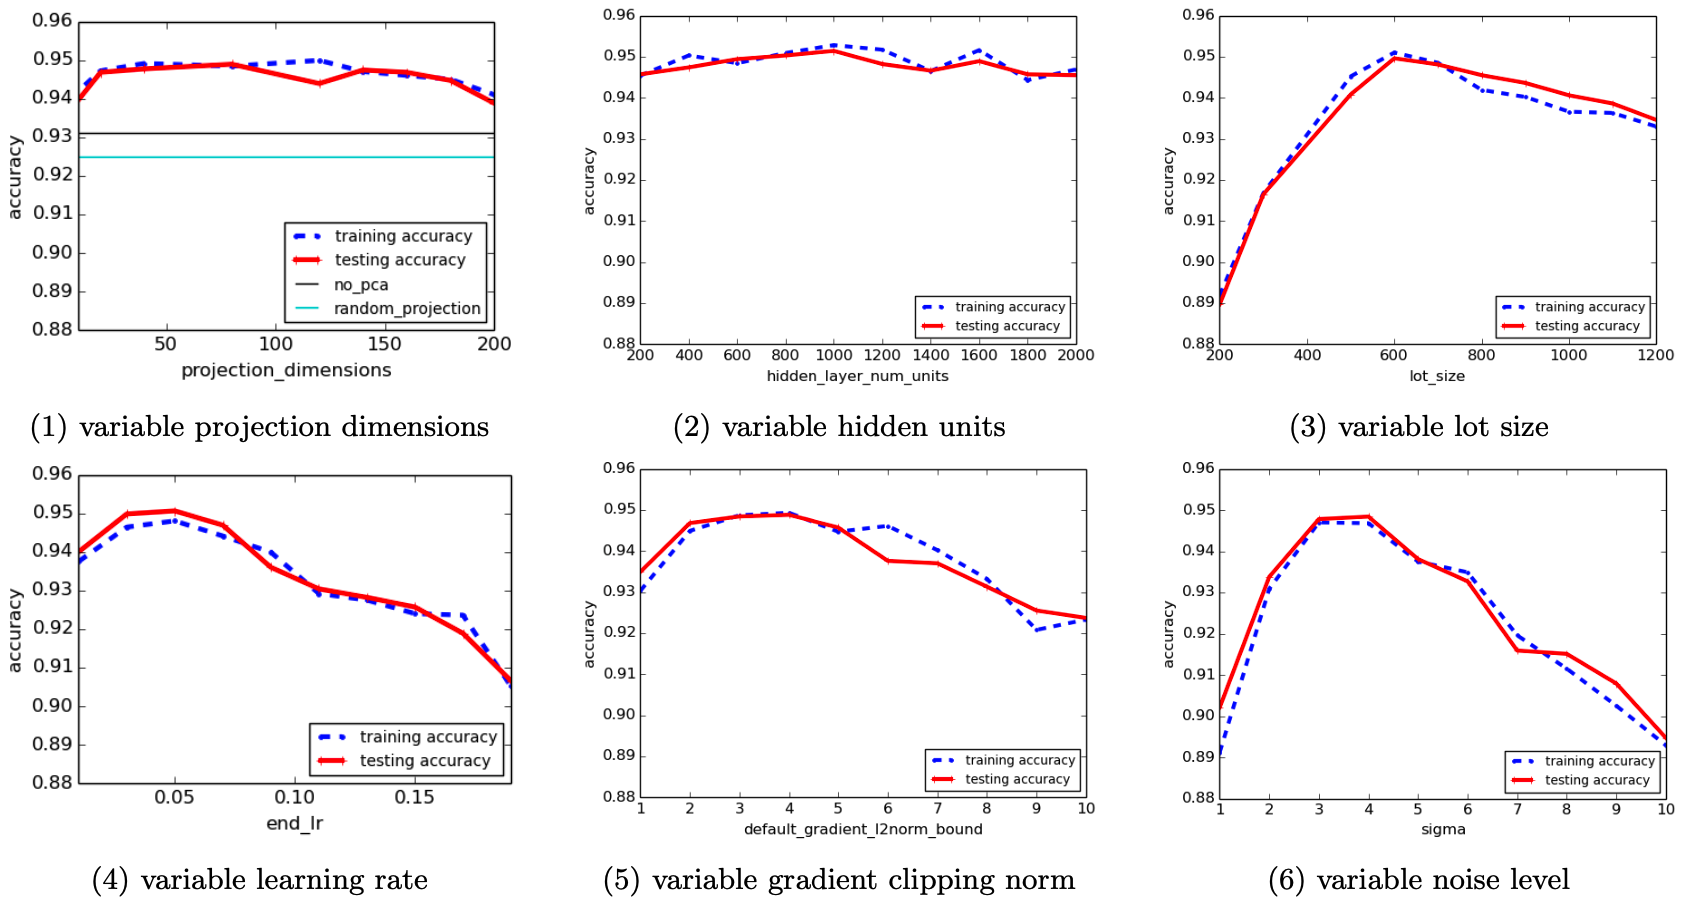 0.96
0.95
0.94
0.93
0.92
0.91
0.90
0.89
0.88
accuracy
50
100
150
200
projection_dimensions
training accuracy
testing accuracy
no_pca
random_projection
(1) variable projection dimensions
0.96
0.95
0.94
0.93
0.92
0.91
0.90
0.89
0.88
accuracy
200 400 600 800 1000 1200 1400 1600 1800 2000
hidden_layer_num_units
training accuracy
testing accuracy
(2) variable hidden units
0.96
0.95
0.94
0.93
0.92
0.91
0.90
0.89
0.88
accuracy
200 400 600 800 1000 1200
lot_size
training accuracy
testing accuracy
(3) variable lot size
0.96
0.95
0.94
0.93
0.92
0.91
0.90
0.89
0.88
accuracy
0.05 0.10 0.15
end_lr
training accuracy
testing accuracy
(4) variable learning rate
0.96
0.95
0.94
0.93
0.92
0.91
0.90
0.89
0.88
accuracy
1 2 3 4 5 6 7 8 9 10
default_gradient_l2norm_bound
training accuracy
testing accuracy
(5) variable gradient clipping norm
0.96
0.95
0.94
0.93
0.92
0.91
0.90
0.89
0.88
accuracy
1 2 3 4 5 6 7 8 9 10
sigma
training accuracy
testing accuracy
(6) variable noise level